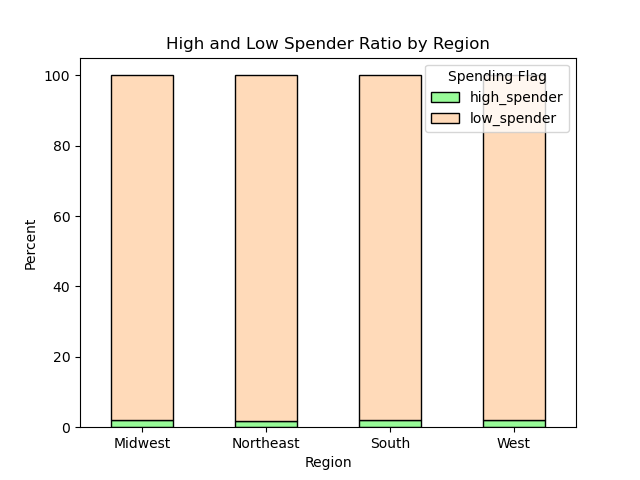 High and Low Spender Ratio by Region
Spending Flag
high_spender
low_spender
100
80
60
40
20
0
Percent
Midwest
Northeast
South
West
Region